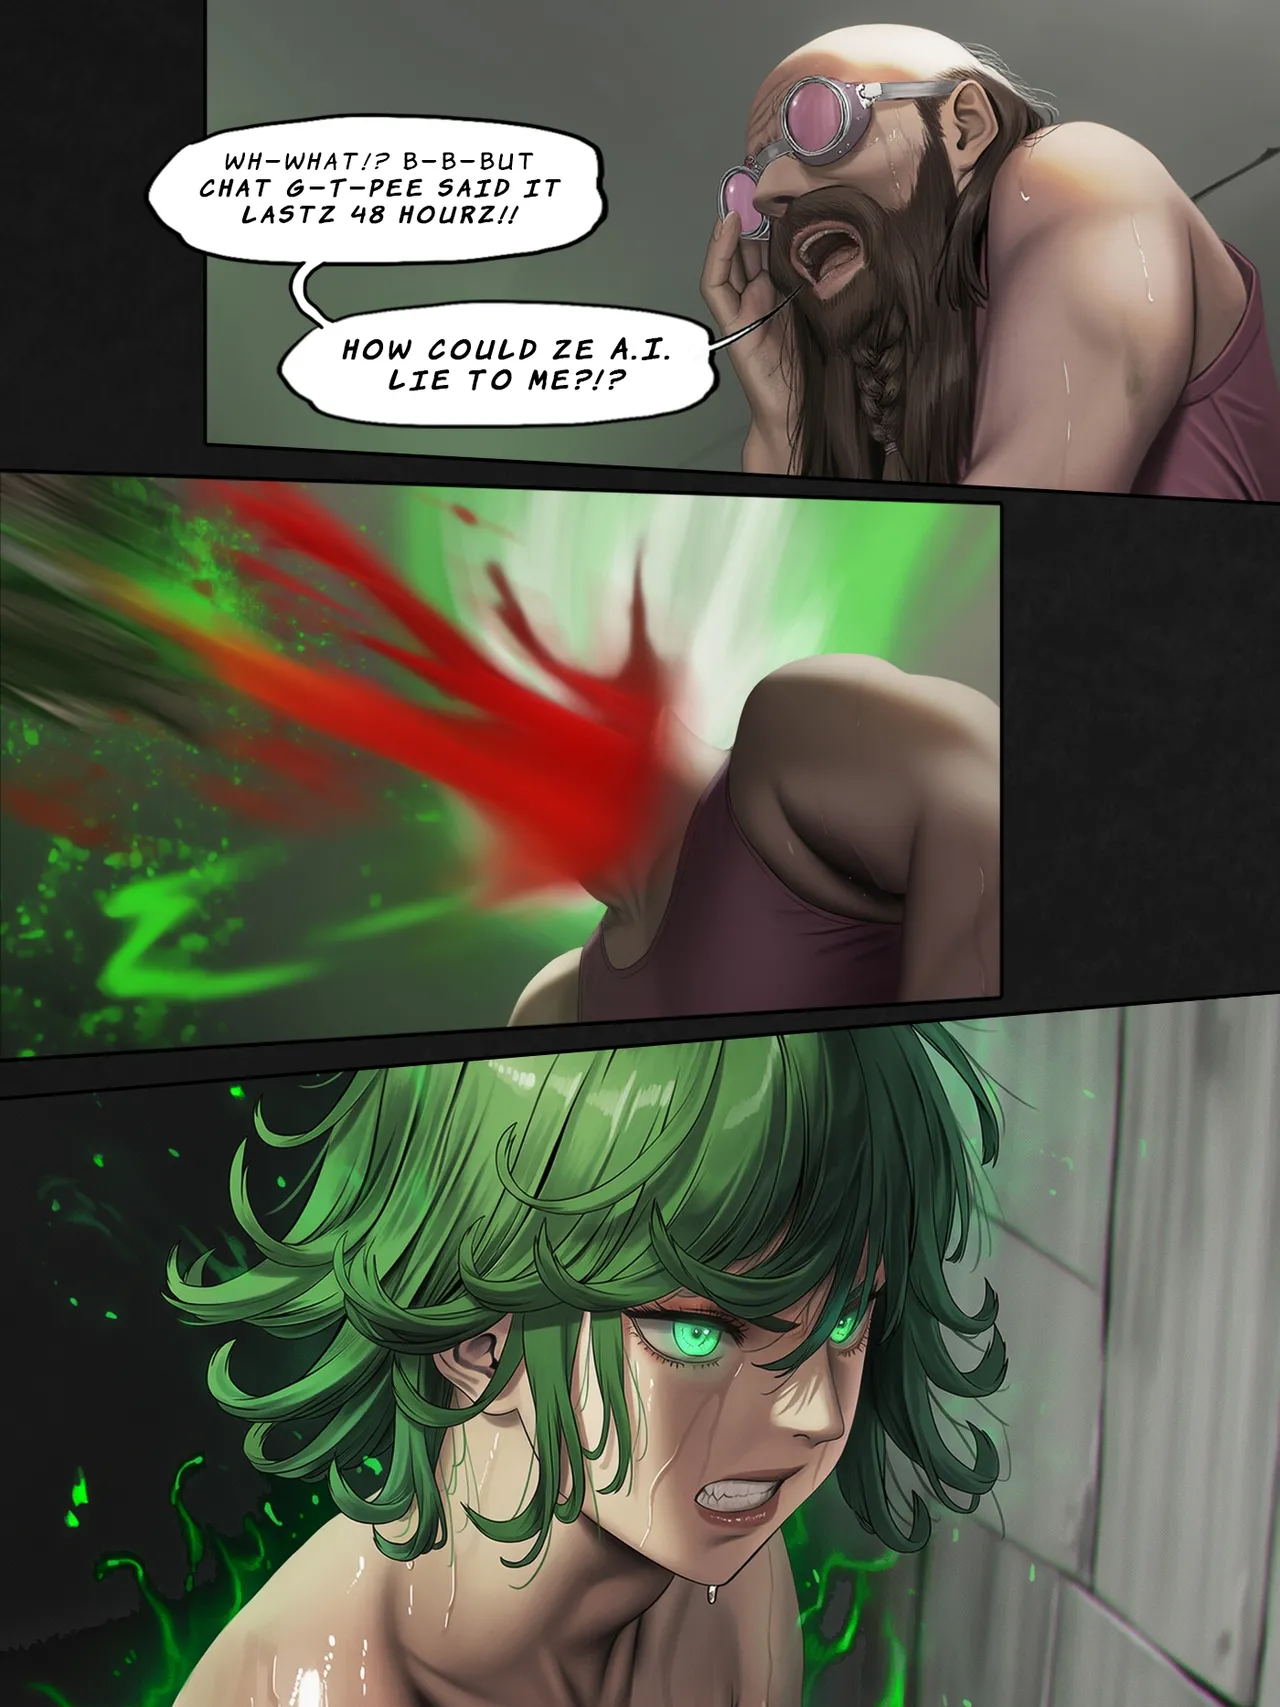 WH-WHAT!? B-B-BUT
CHAT G-T-PEE SAID IT
LASTZ 48 HOURZ!!
HOW COULD ZE A.I.
LIE TO ME?!?